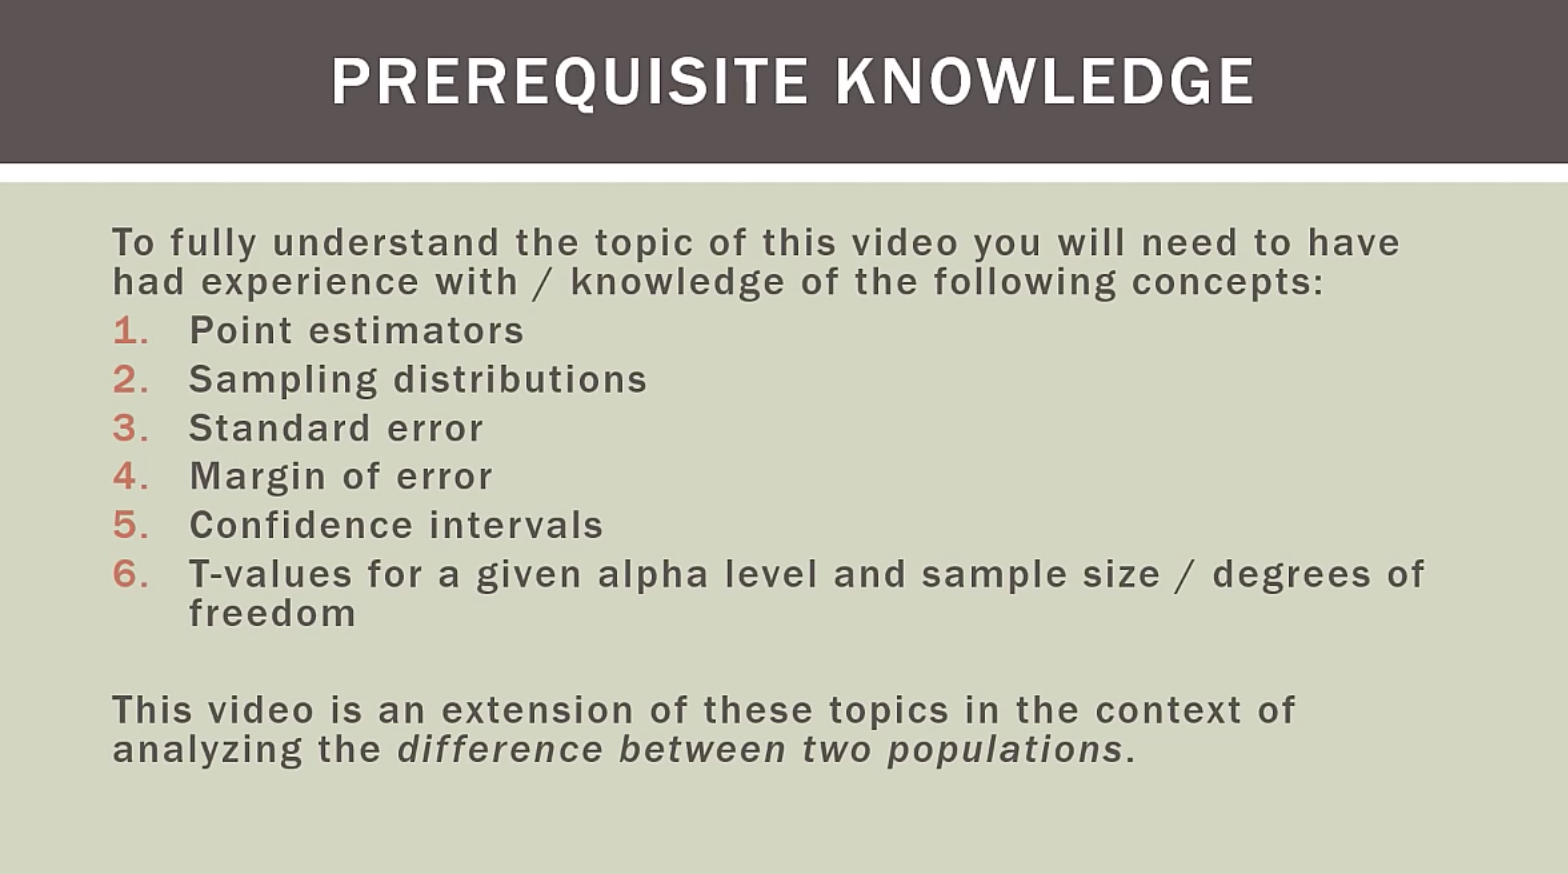 PREREQUISITE KNOWLEDGE
To fully understand the topic of this video you will need to have
had experience with / knowledge of the following concepts:
1. Point estimators
2. Sampling distributions
3. Standard error
4. Margin of error
5. Confidence intervals
6. T-values for a given alpha level and sample size / degrees of
freedom
This video is an extension of these topics in the context of
analyzing the difference between two populations.